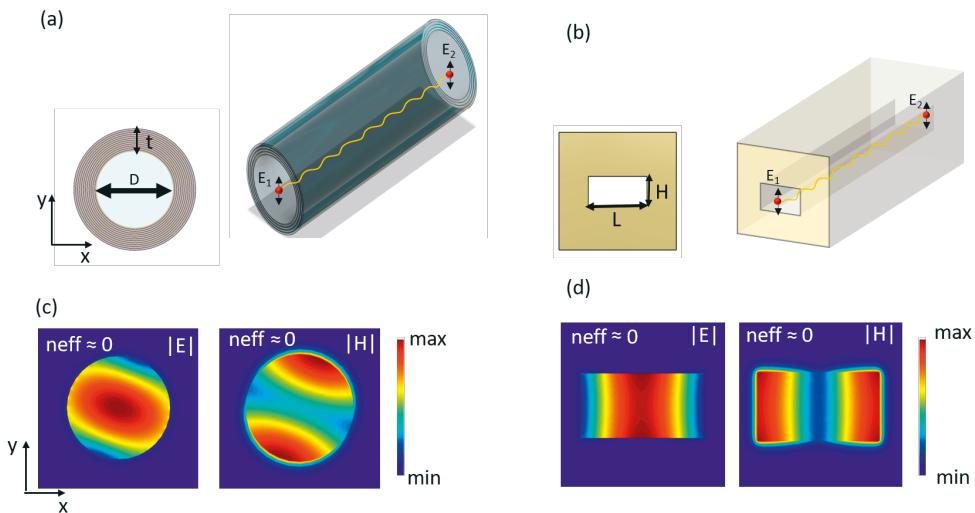 (a)
t
D
y
x
E1
E2
(b)
H
L
E1
E2
(c)
neff ≈ 0 |E|
neff ≈ 0 |H|
max
min
y
x
(d)
neff ≈ 0 |E|
neff ≈ 0 |H|
max
min